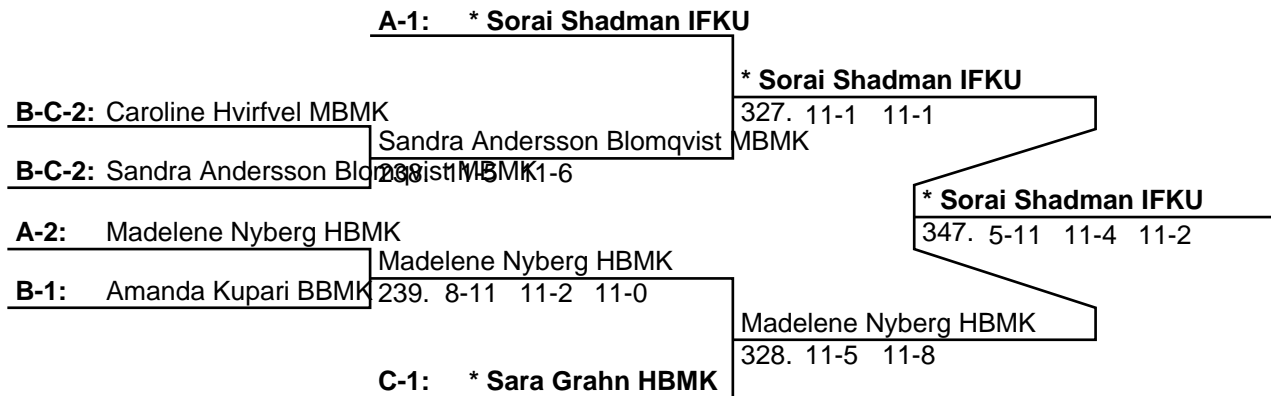 A-1: * Sorai Shadman IFKU
* Sorai Shadman IFKU
B-C-2: Caroline Hvirfvel MBMK
327. 11-1 11-1
Sandra Andersson Blomqvist MBMK
B-C-2: Sandra Andersson Blomqvist MBMK
238. 11-5 11-6
* Sorai Shadman IFKU
A-2: Madelene Nyberg HBMK
347. 5-11 11-4 11-2
Madelene Nyberg HBMK
B-1: Amanda Kupari BBMK
239. 8-11 11-2 11-0
Madelene Nyberg HBMK
328. 11-5 11-8
C-1: * Sara Grahn HBMK